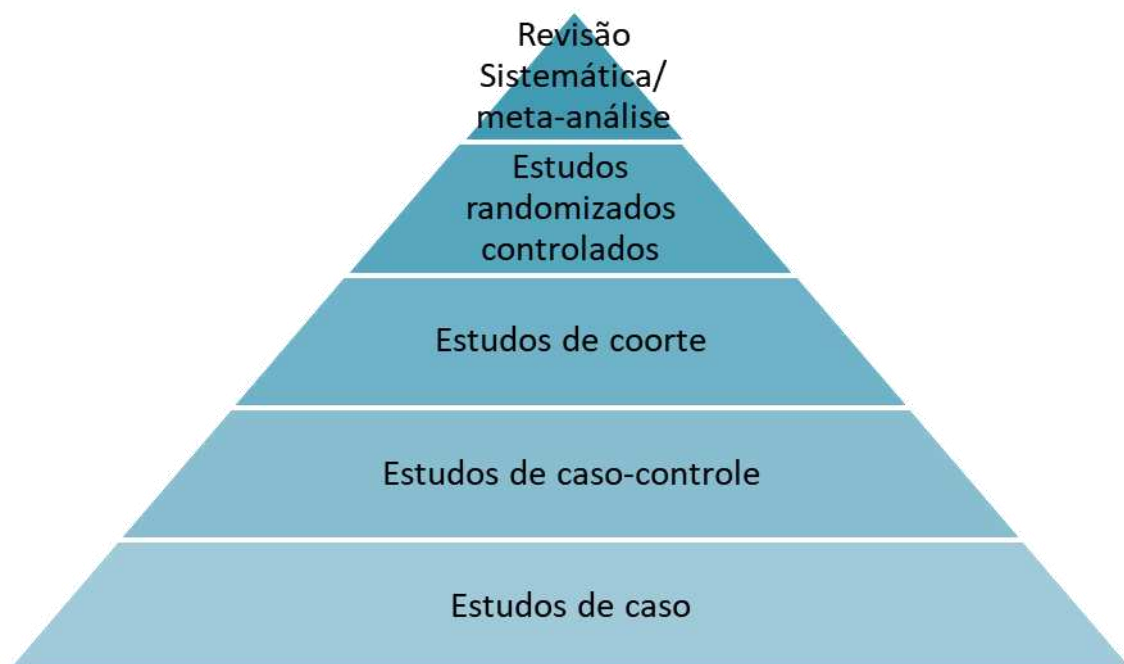 Revisão
Sistemática/
meta-análise
Estudos
randomizados
controlados
Estudos de coorte
Estudos de caso-controle
Estudos de caso